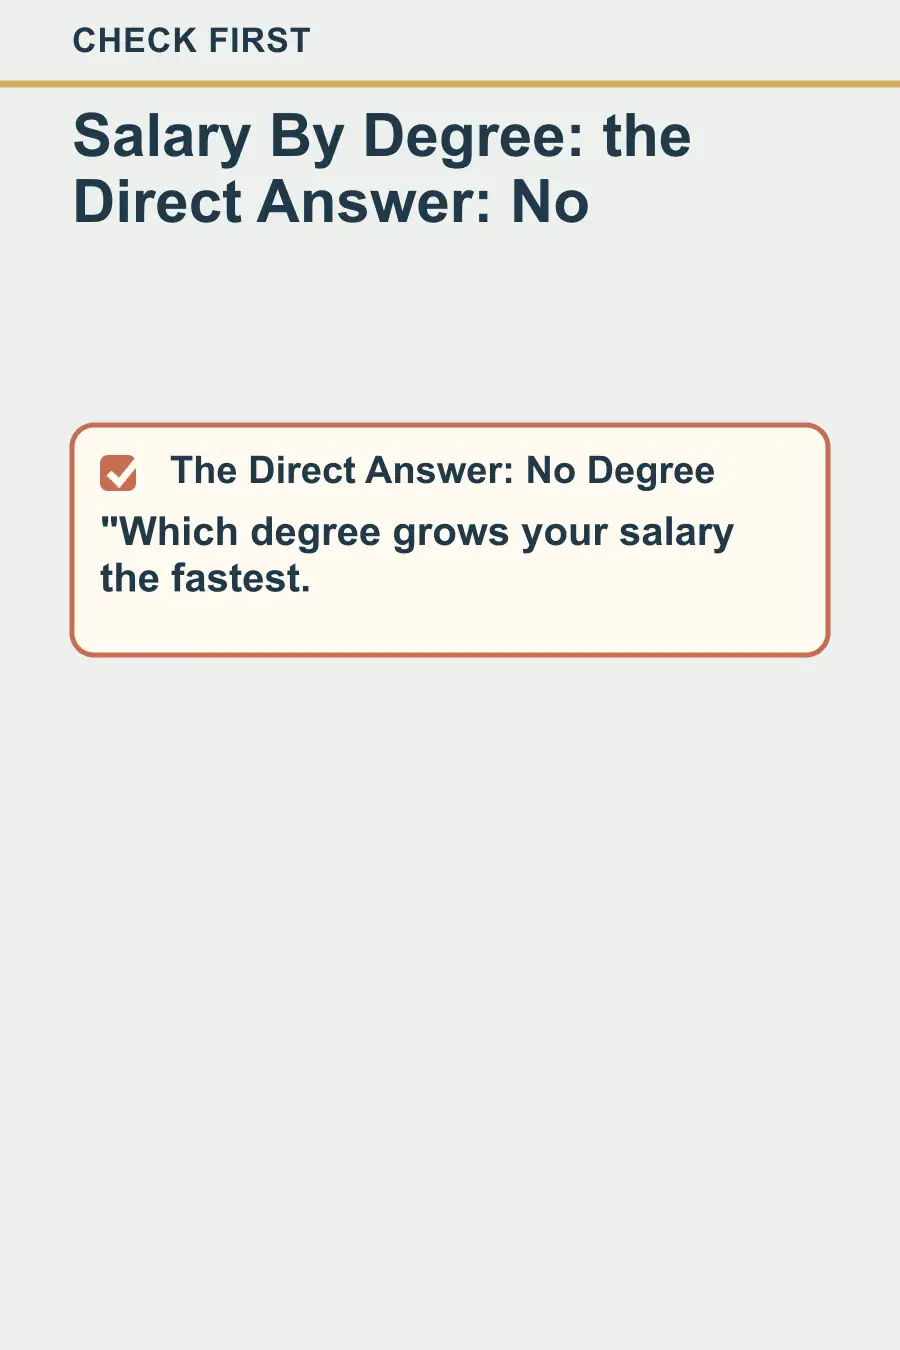 CHECK FIRST
Salary By Degree: the
Direct Answer: No
The Direct Answer: No Degree
"Which degree grows your salary
the fastest.